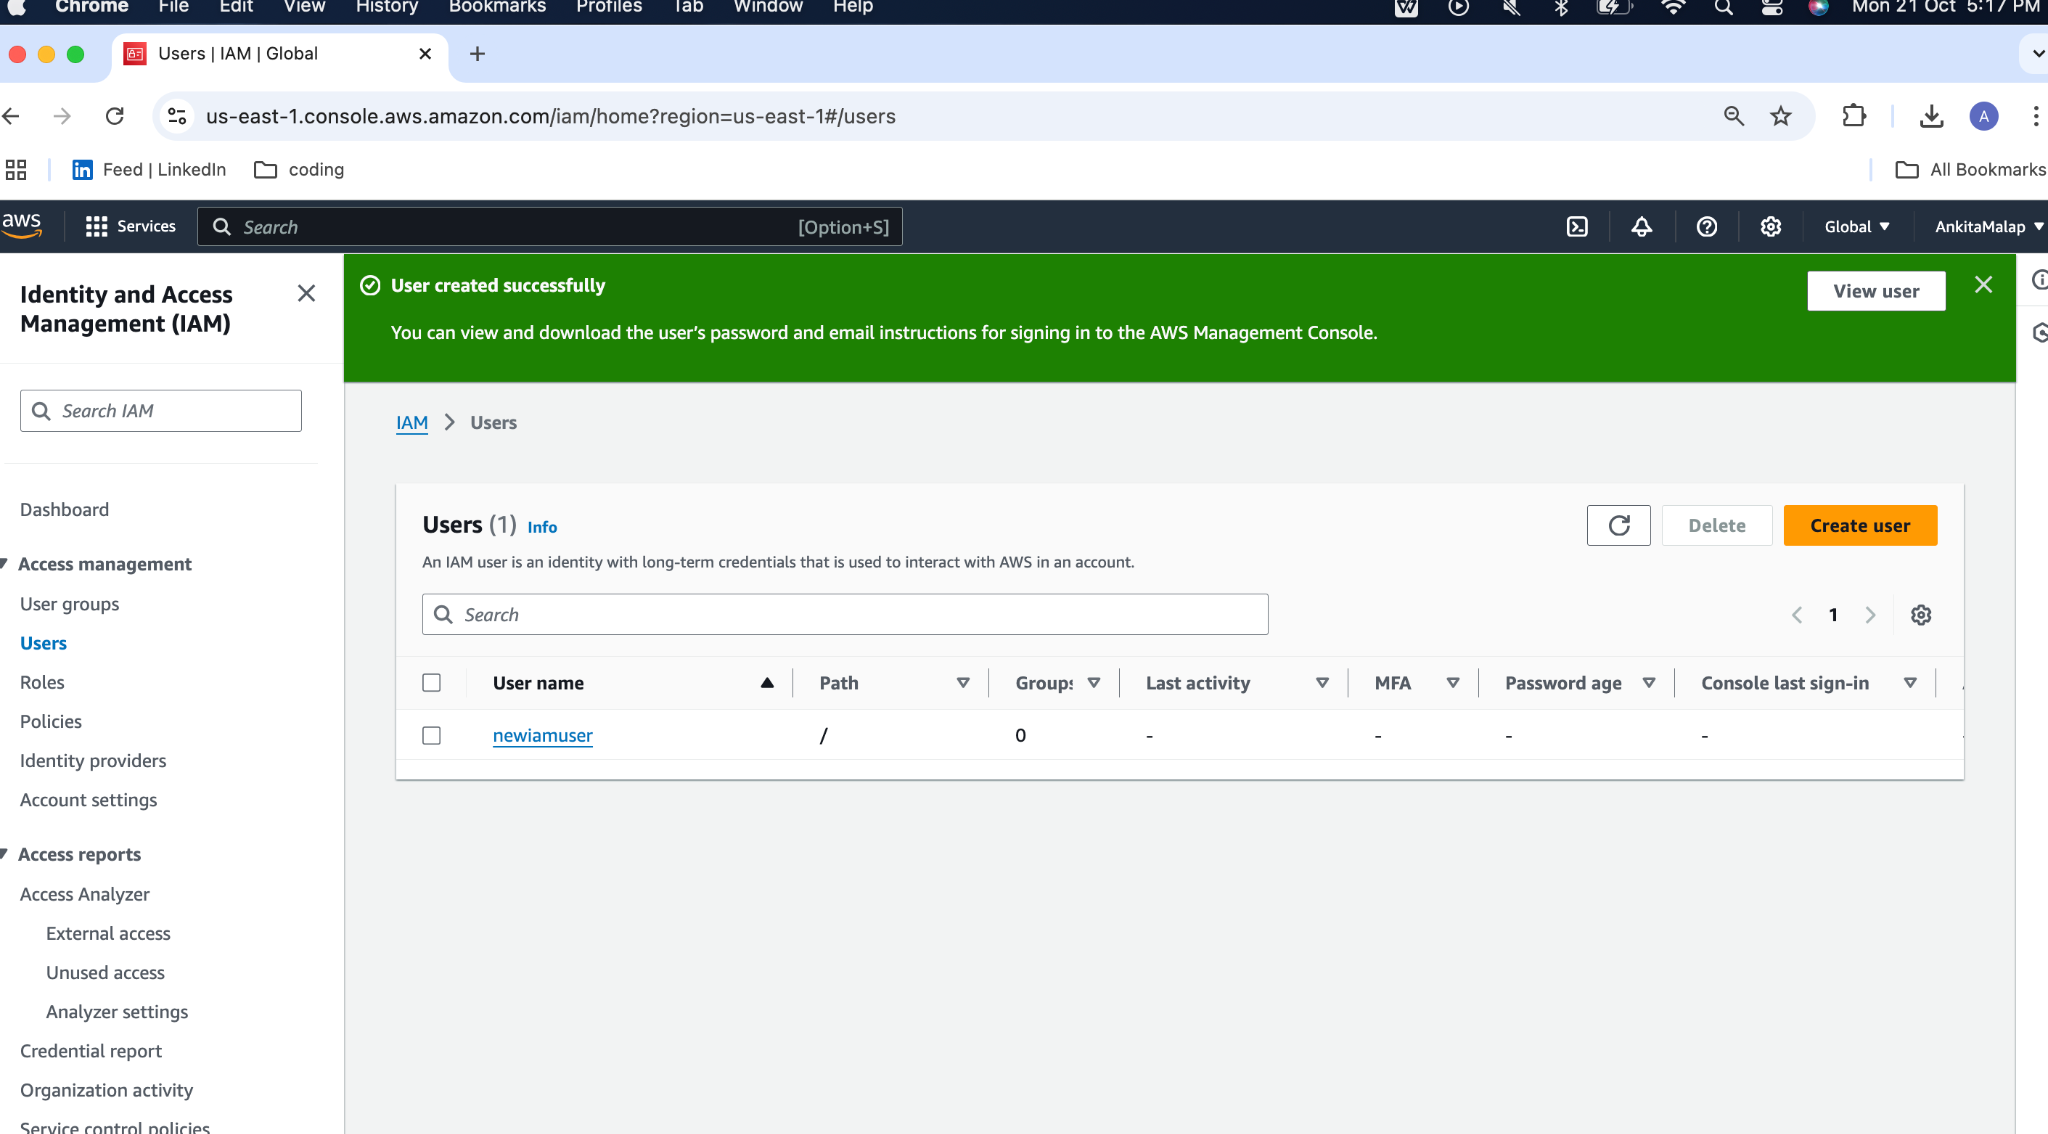 Chrome File Edit View History Bookmarks Profiles Tab Window Help Mon 21 Oct 5:17 PM
Users | IAM | Global
us-east-1.console.aws.amazon.com/iam/home?region=us-east-1#/users
A
Feed | LinkedIn coding All Bookmarks
aws Services Search [Option+S] Global AnkitaMalap
Identity and Access
Management (IAM)
Search IAM
Dashboard
Access management
User groups
Users
Roles
Policies
Identity providers
Account settings
Access reports
Access Analyzer
External access
Unused access
Analyzer settings
Credential report
Organization activity
Service control policies
User created successfully
View user
You can view and download the user's password and email instructions for signing in to the AWS Management Console.
IAM > Users
Users (1) Info
Delete Create user
An IAM user is an identity with long-term credentials that is used to interact with AWS in an account.
Search
1
User name Path Groups Last activity MFA Password age Console last sign-in
newiamuser / 0 - - - -